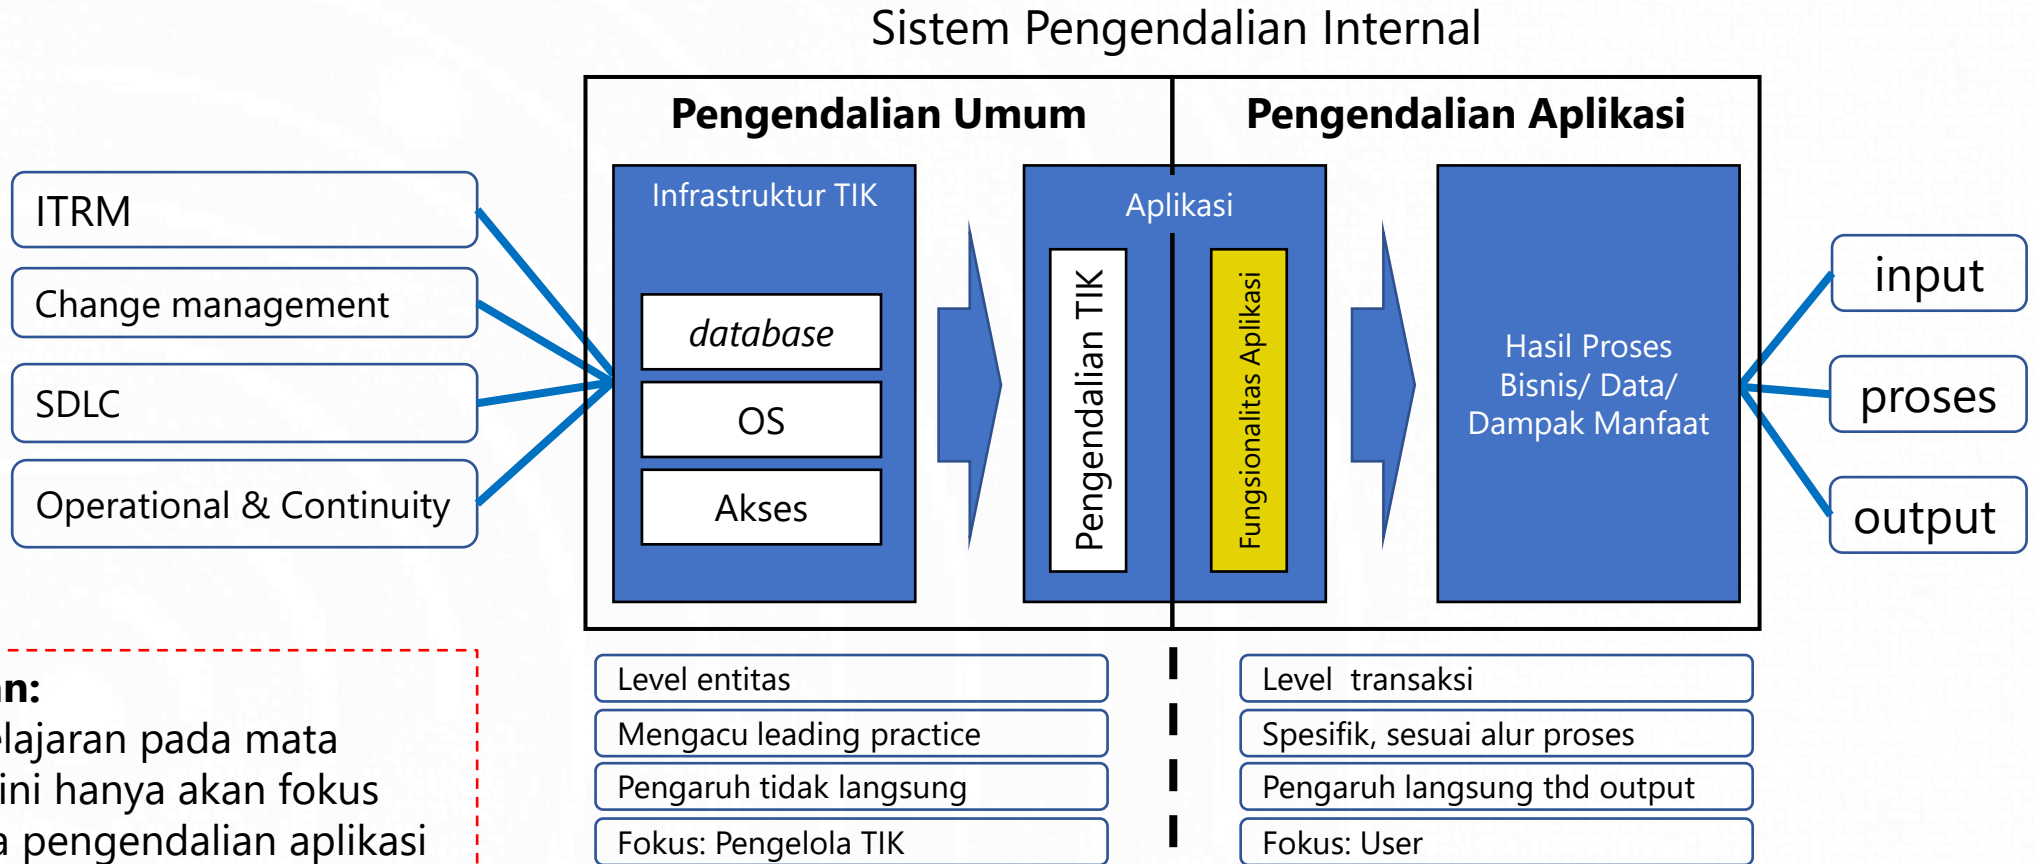 Sistem Pengendalian Internal
Pengendalian Umum
Pengendalian Aplikasi
ITRM
Change management
SDLC
Operational & Continuity
Infrastruktur TIK
database
OS
Akses
Aplikasi
Pengendalian TIK
Fungsionalitas Aplikasi
Hasil Proses
Bisnis/ Data/
Dampak Manfaat
input
proses
output
Level entitas
Mengacu leading practice
Pengaruh tidak langsung
Fokus: Pengelola TIK
Level  transaksi
Spesifik, sesuai alur proses
Pengaruh langsung thd output
Fokus: User
pada mata
ini hanya akan fokus
pengendalian aplikasi